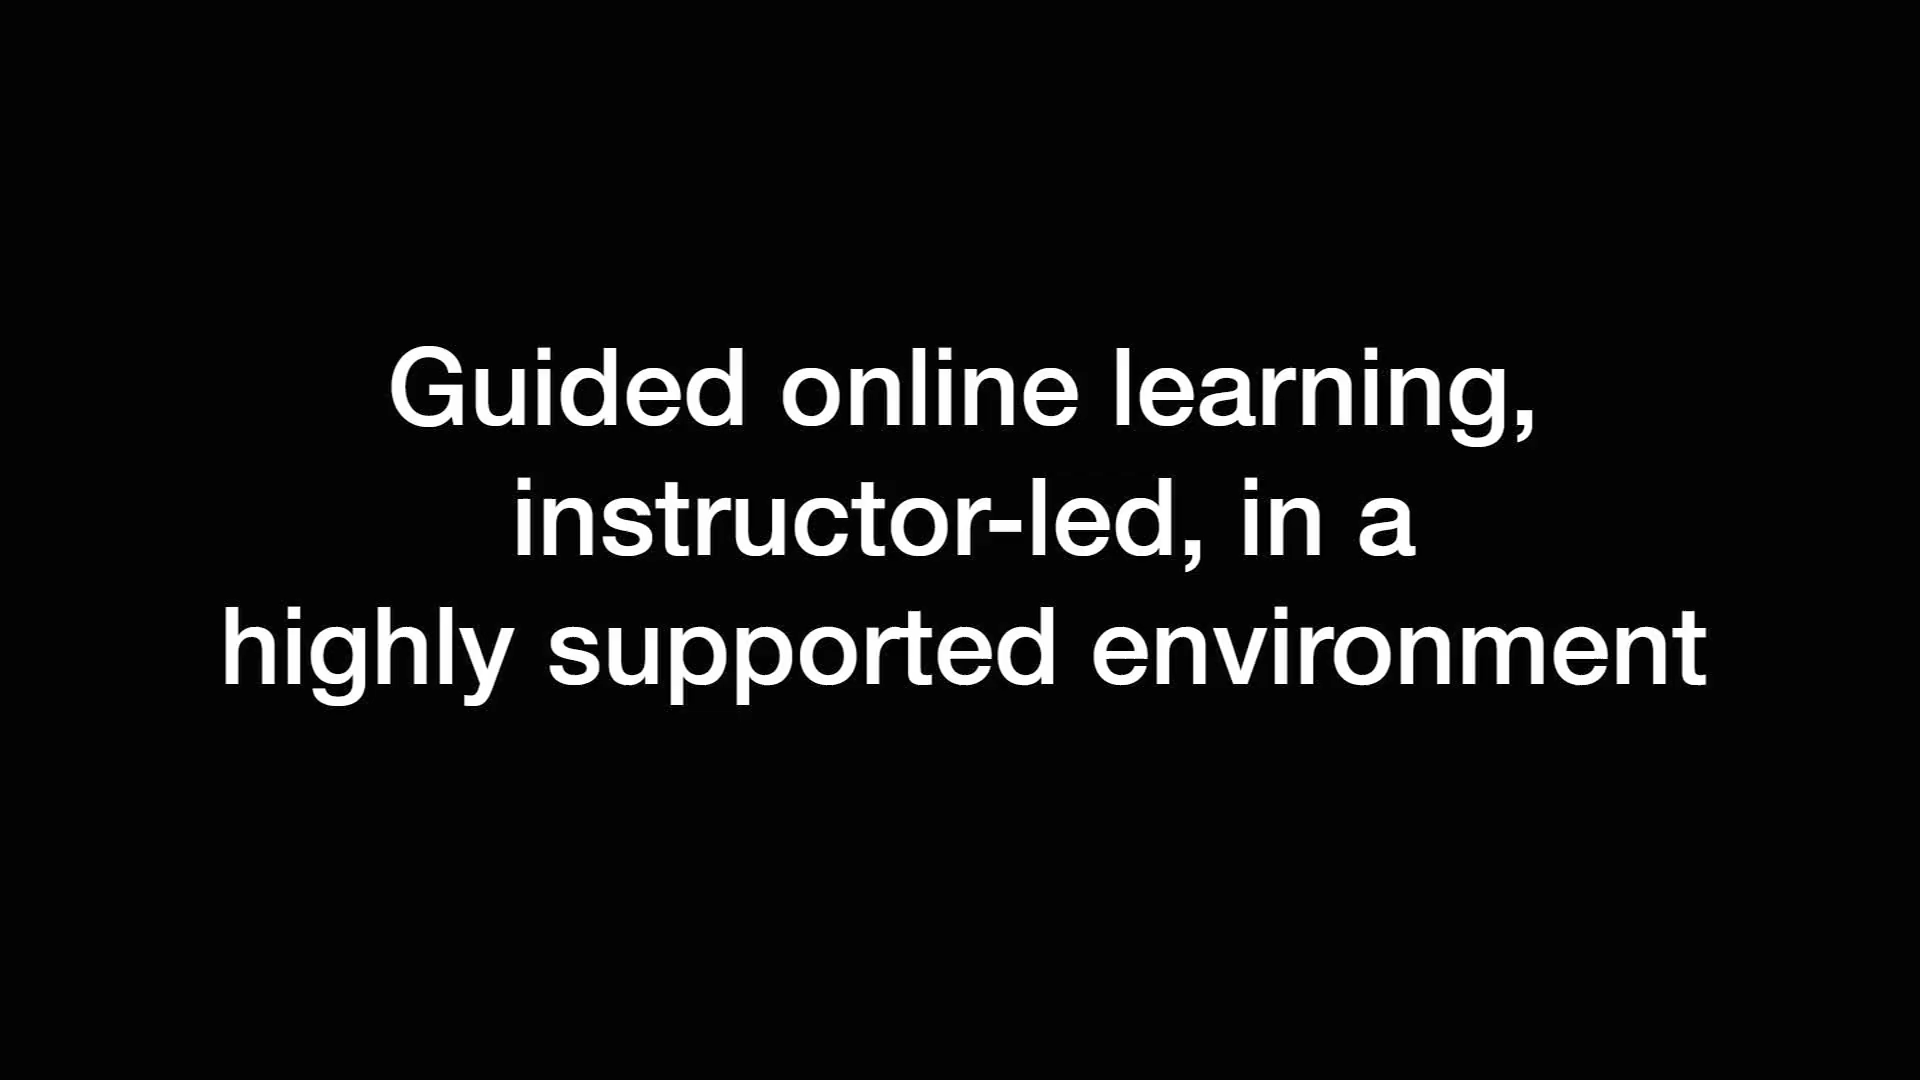 Guided online learning,
instructor-led, in a
highly supported environment